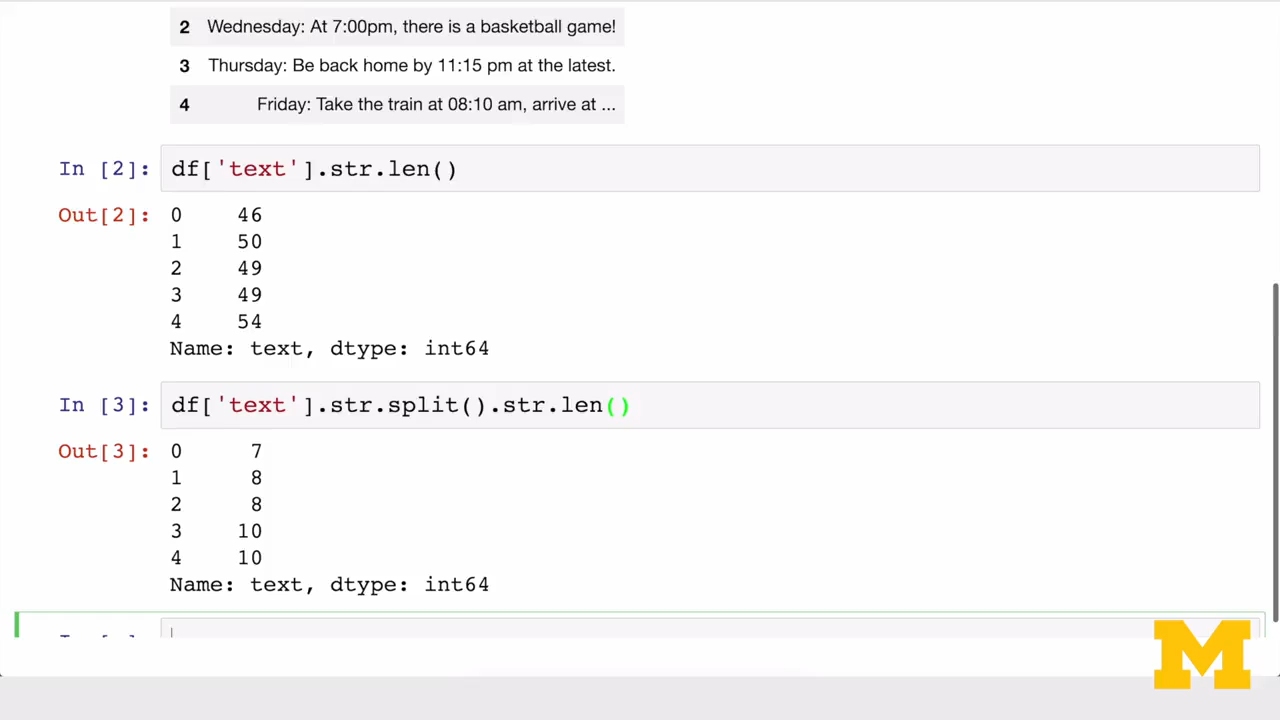 2 Wednesday: At 7:00pm, there is a basketball game!
3 Thursday: Be back home by 11:15 pm at the latest.
4 Friday: Take the train at 08:10 am, arrive at ...
In [2]: df['text'].str.len()
Out[2]: 0 46
1 50
2 49
3 49
4 54
Name: text, dtype: int64
In [3]: df['text'].str.split().str.len()
Out[3]: 0 7
1 8
2 8
3 10
4 10
Name: text, dtype: int64
M